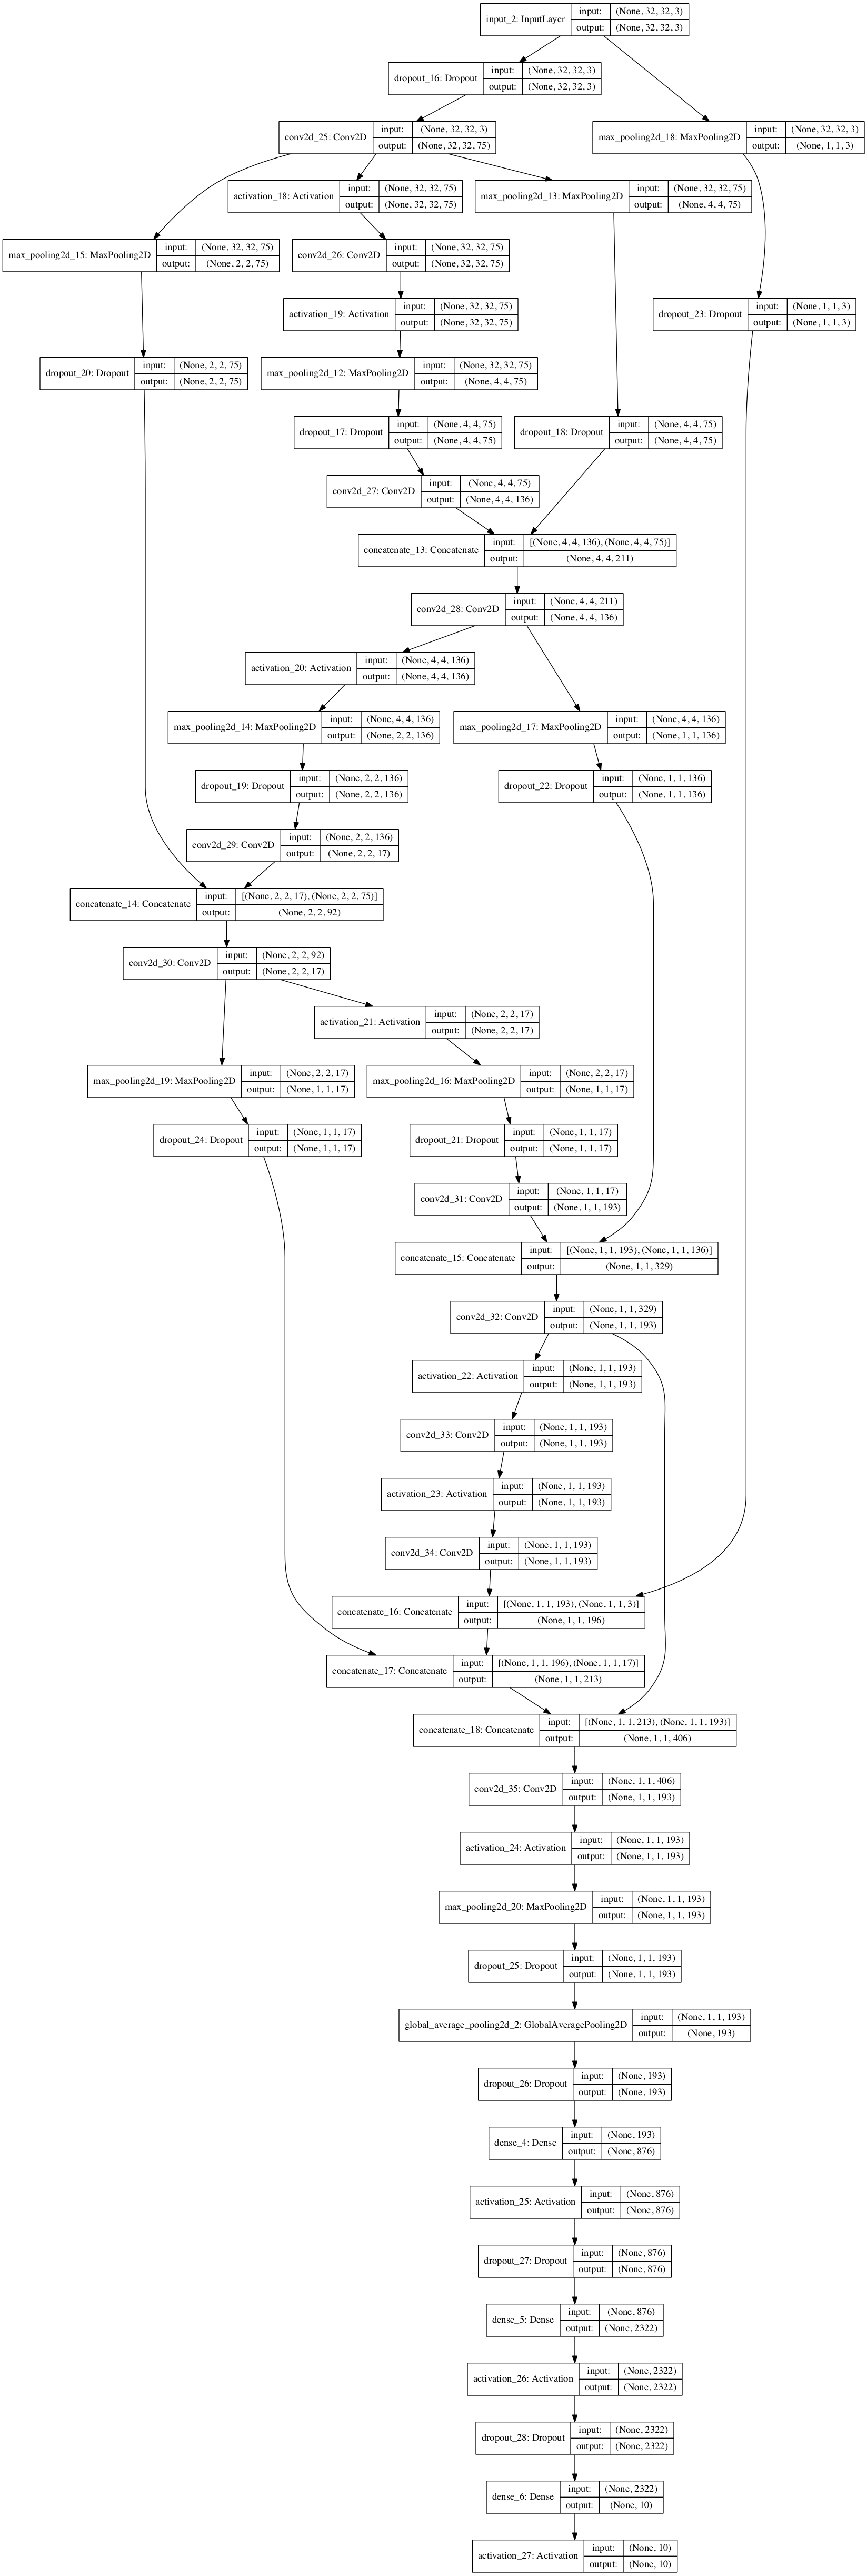 input_2: InputLayer
input: (None, 32, 32, 3)
output: (None, 32, 32, 3)
dropout_16: Dropout
input: (None, 32, 32, 3)
output: (None, 32, 32, 3)
conv2d_25: Conv2D
input: (None, 32, 32, 3)
output: (None, 32, 32, 75)
max_pooling2d_18: MaxPooling2D
input: (None, 32, 32, 3)
output: (None, 1, 1, 3)
activation_18: Activation
input: (None, 32, 32, 75)
output: (None, 32, 32, 75)
max_pooling2d_13: MaxPooling2D
input: (None, 32, 32, 75)
output: (None, 4, 4, 75)
max_pooling2d_15: MaxPooling2D
input: (None, 32, 32, 75)
output: (None, 2, 2, 75)
conv2d_26: Conv2D
input: (None, 32, 32, 75)
output: (None, 32, 32, 75)
activation_19: Activation
input: (None, 32, 32, 75)
output: (None, 32, 32, 75)
dropout_23: Dropout
input: (None, 1, 1, 3)
output: (None, 1, 1, 3)
dropout_20: Dropout
input: (None, 2, 2, 75)
output: (None, 2, 2, 75)
max_pooling2d_12: MaxPooling2D
input: (None, 32, 32, 75)
output: (None, 4, 4, 75)
dropout_17: Dropout
input: (None, 4, 4, 75)
output: (None, 4, 4, 75)
dropout_18: Dropout
input: (None, 4, 4, 75)
output: (None, 4, 4, 75)
conv2d_27: Conv2D
input: (None, 4, 4, 75)
output: (None, 4, 4, 136)
concatenate_13: Concatenate
input: [(None, 4, 4, 136), (None, 4, 4, 75)]
output: (None, 4, 4, 211)
conv2d_28: Conv2D
input: (None, 4, 4, 211)
output: (None, 4, 4, 136)
activation_20: Activation
input: (None, 4, 4, 136)
output: (None, 4, 4, 136)
max_pooling2d_14: MaxPooling2D
input: (None, 4, 4, 136)
output: (None, 2, 2, 136)
max_pooling2d_17: MaxPooling2D
input: (None, 4, 4, 136)
output: (None, 1, 1, 136)
dropout_19: Dropout
input: (None, 2, 2, 136)
output: (None, 2, 2, 136)
dropout_22: Dropout
input: (None, 1, 1, 136)
output: (None, 1, 1, 136)
conv2d_29: Conv2D
input: (None, 2, 2, 136)
output: (None, 2, 2, 17)
concatenate_14: Concatenate
input: [(None, 2, 2, 17), (None, 2, 2, 75)]
output: (None, 2, 2, 92)
conv2d_30: Conv2D
input: (None, 2, 2, 92)
output: (None, 2, 2, 17)
activation_21: Activation
input: (None, 2, 2, 17)
output: (None, 2, 2, 17)
max_pooling2d_19: MaxPooling2D
input: (None, 2, 2, 17)
output: (None, 1, 1, 17)
max_pooling2d_16: MaxPooling2D
input: (None, 2, 2, 17)
output: (None, 1, 1, 17)
dropout_24: Dropout
input: (None, 1, 1, 17)
output: (None, 1, 1, 17)
dropout_21: Dropout
input: (None, 1, 1, 17)
output: (None, 1, 1, 17)
conv2d_31: Conv2D
input: (None, 1, 1, 17)
output: (None, 1, 1, 193)
concatenate_15: Concatenate
input: [(None, 1, 1, 193), (None, 1, 1, 136)]
output: (None, 1, 1, 329)
conv2d_32: Conv2D
input: (None, 1, 1, 329)
output: (None, 1, 1, 193)
activation_22: Activation
input: (None, 1, 1, 193)
output: (None, 1, 1, 193)
conv2d_33: Conv2D
input: (None, 1, 1, 193)
output: (None, 1, 1, 193)
activation_23: Activation
input: (None, 1, 1, 193)
output: (None, 1, 1, 193)
conv2d_34: Conv2D
input: (None, 1, 1, 193)
output: (None, 1, 1, 193)
concatenate_16: Concatenate
input: [(None, 1, 1, 193), (None, 1, 1, 3)]
output: (None, 1, 1, 196)
concatenate_17: Concatenate
input: [(None, 1, 1, 196), (None, 1, 1, 17)]
output: (None, 1, 1, 213)
concatenate_18: Concatenate
input: [(None, 1, 1, 213), (None, 1, 1, 193)]
output: (None, 1, 1, 406)
conv2d_35: Conv2D
input: (None, 1, 1, 406)
output: (None, 1, 1, 193)
activation_24: Activation
input: (None, 1, 1, 193)
output: (None, 1, 1, 193)
max_pooling2d_20: MaxPooling2D
input: (None, 1, 1, 193)
output: (None, 1, 1, 193)
dropout_25: Dropout
input: (None, 1, 1, 193)
output: (None, 1, 1, 193)
global_average_pooling2d_2: GlobalAveragePooling2D
input: (None, 1, 1, 193)
output: (None, 193)
dropout_26: Dropout
input: (None, 193)
output: (None, 193)
dense_4: Dense
input: (None, 193)
output: (None, 876)
activation_25: Activation
input: (None, 876)
output: (None, 876)
dropout_27: Dropout
input: (None, 876)
output: (None, 876)
dense_5: Dense
input: (None, 876)
output: (None, 2322)
activation_26: Activation
input: (None, 2322)
output: (None, 2322)
dropout_28: Dropout
input: (None, 2322)
output: (None, 2322)
dense_6: Dense
input: (None, 2322)
output: (None, 10)
activation_27: Activation
input: (None, 10)
output: (None, 10)